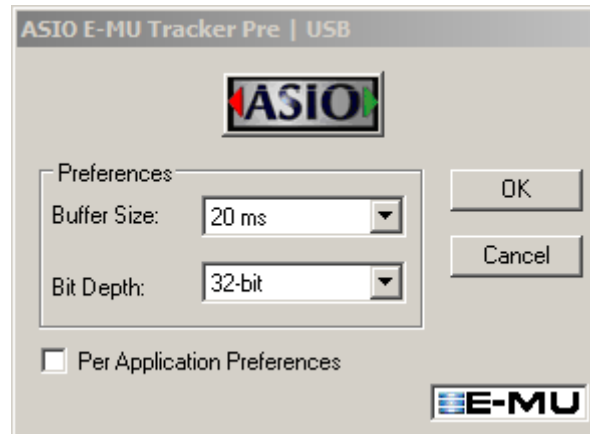 ASIO E-MU Tracker Pre | USB
ASIO
Preferences
Buffer Size: 20 ms
Bit Depth: 32-bit
OK
Cancel
Per Application Preferences
E-MU